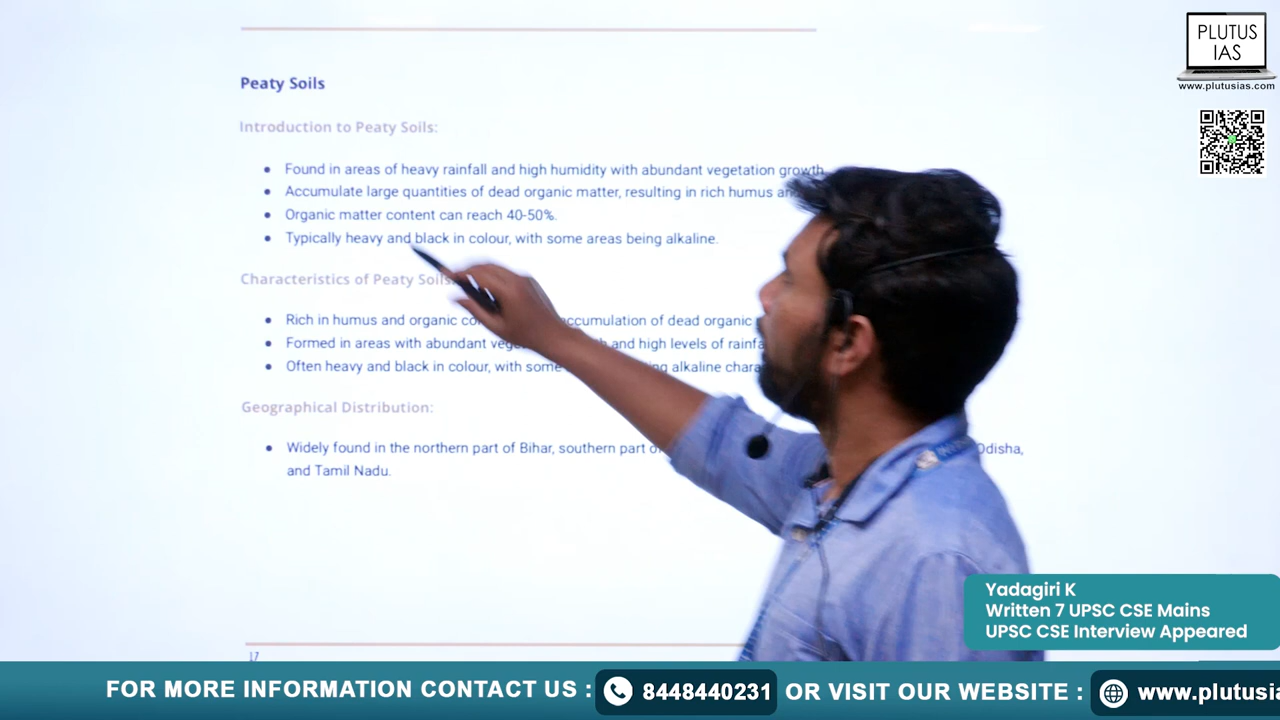 PLUTUS
IAS
www.plutusias.com
Peaty Soils
Introduction to Peaty Soils:
• Found in areas of heavy rainfall and high humidity with abundant vegetation growth
• Accumulate large quantities of dead organic matter, resulting in rich humus
• Organic matter content can reach 40-50%.
• Typically heavy and black in colour, with some areas being alkaline.
Characteristics of Peaty Soils
• Rich in humus and organic accumulation of dead organic
• Formed in areas with abundant and high levels of
• Often heavy and black in colour, with some alkaline
Geographical Distribution:
• Widely found in the northern part of Bihar, southern part Odisha,
and Tamil Nadu.
17
Yadagiri K
Written 7 UPSC CSE Mains
UPSC CSE Interview Appeared
FOR MORE INFORMATION CONTACT US : 8448440231 OR VISIT OUR WEBSITE :